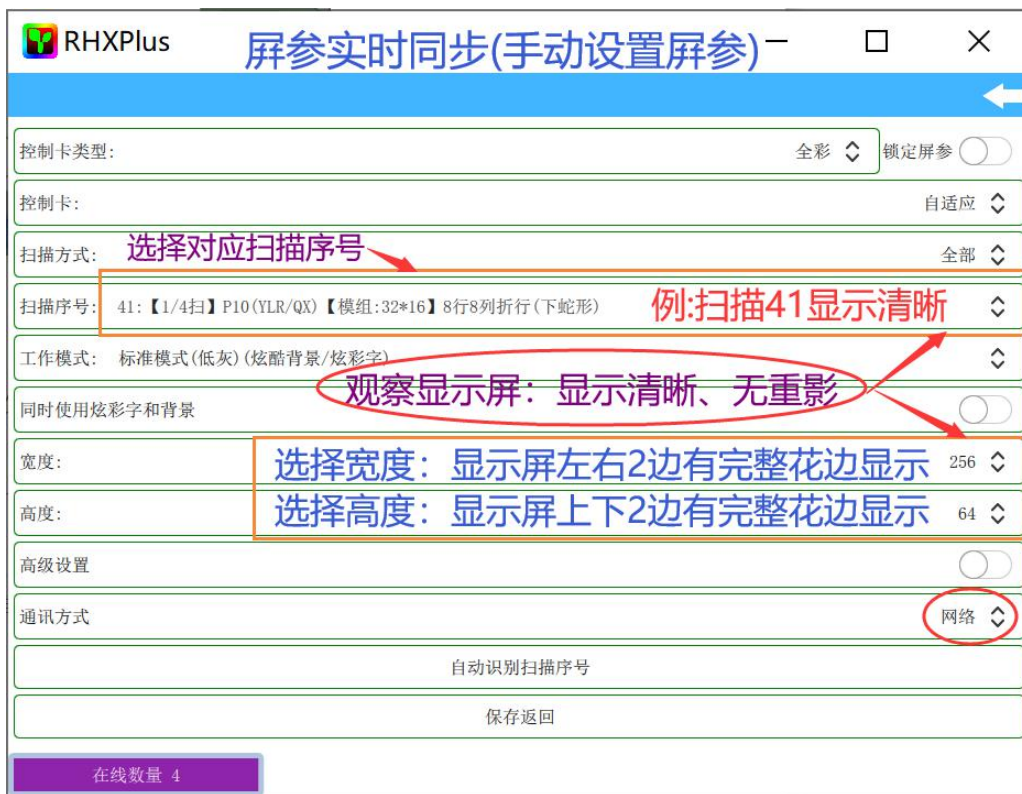 RHXPlus 屏参实时同步(手动设置屏参)
控制卡类型: 全彩 锁定屏参
控制卡: 自适应
扫描方式: 选择对应扫描序号 全部
扫描序号: 41:【1/4扫】P10(YLR/QX)【模组:32*16】8行8列折行(下蛇形) 例:扫描41显示清晰
工作模式: 标准模式(低灰)(炫酷背景/炫彩字)
观察显示屏：显示清晰、无重影
同时使用炫彩字和背景
宽度: 选择宽度：显示屏左右2边有完整花边显示 256
高度: 选择高度：显示屏上下2边有完整花边显示 64
高级设置
通讯方式 网络
自动识别扫描序号
保存返回
在线数量 4